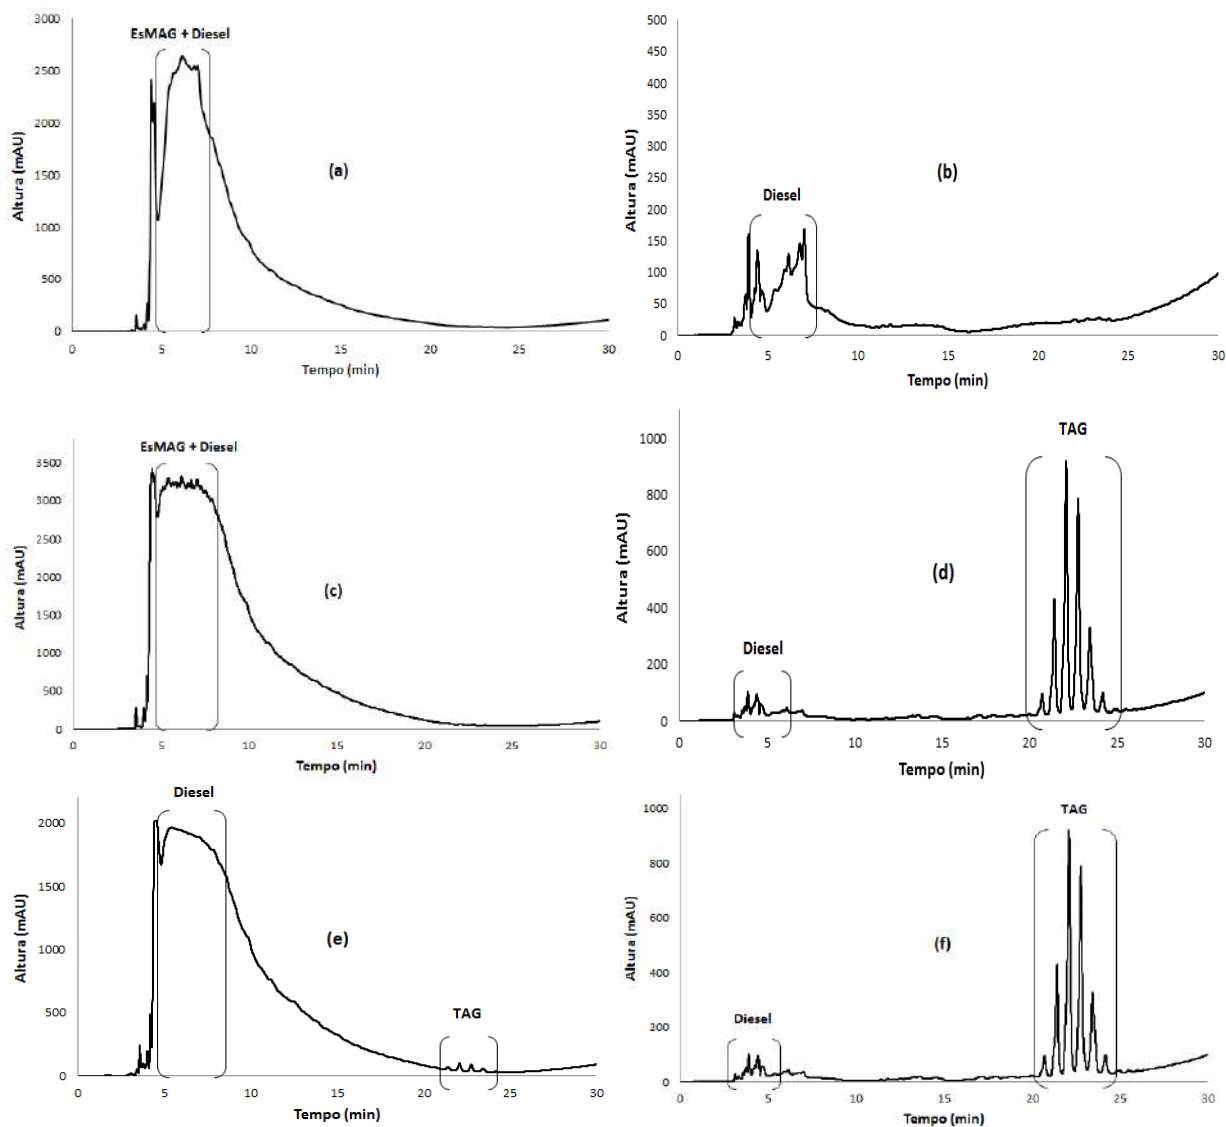 3000
2500
2000
1500
1000
500
0
Altura (mAU)
EsMAG + Diesel
(a)
0 5 10 15 20 25 30
Tempo (min)
500
450
400
350
300
250
200
150
100
50
0
Altura (mAU)
Diesel
(b)
0 5 10 15 20 25 30
Tempo (min)
3500
3000
3500
3000
1500
1000
500
0
Altura (mAU)
EsMAG + Diesel
(c)
0 5 10 15 20 25 30
Tempo (min)
1000
800
600
400
200
0
Altura (mAU)
Diesel
TAG
(d)
0 5 10 15 20 25 30
Tempo (min)
2000
1500
1000
500
0
Altura (mAU)
Diesel
TAG
(e)
0 5 10 15 20 25 30
Tempo (min)
1000
800
600
400
200
0
Altura (mAU)
Diesel
TAG
(f)
0 5 10 15 20 25 30
Tempo (min)